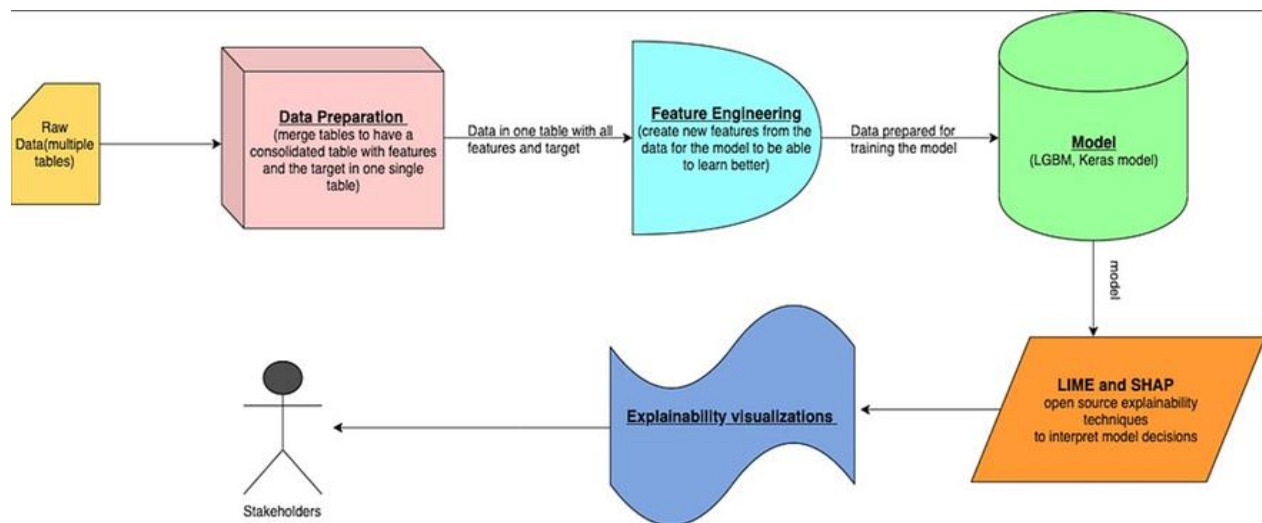 Raw
Data(multiple
tables)
Data Preparation
(merge tables to have a
consolidated table with features
and the target in one single
table)
Data in one table with all
features and target
Feature Engineering
(create new features from the
data for the model to be able
to learn better)
Data prepared for
training the model
Model
(LGBM, Keras model)
model
LIME and SHAP
open source explainability
techniques
to interpret model decisions
Explainability visualizations
Stakeholders